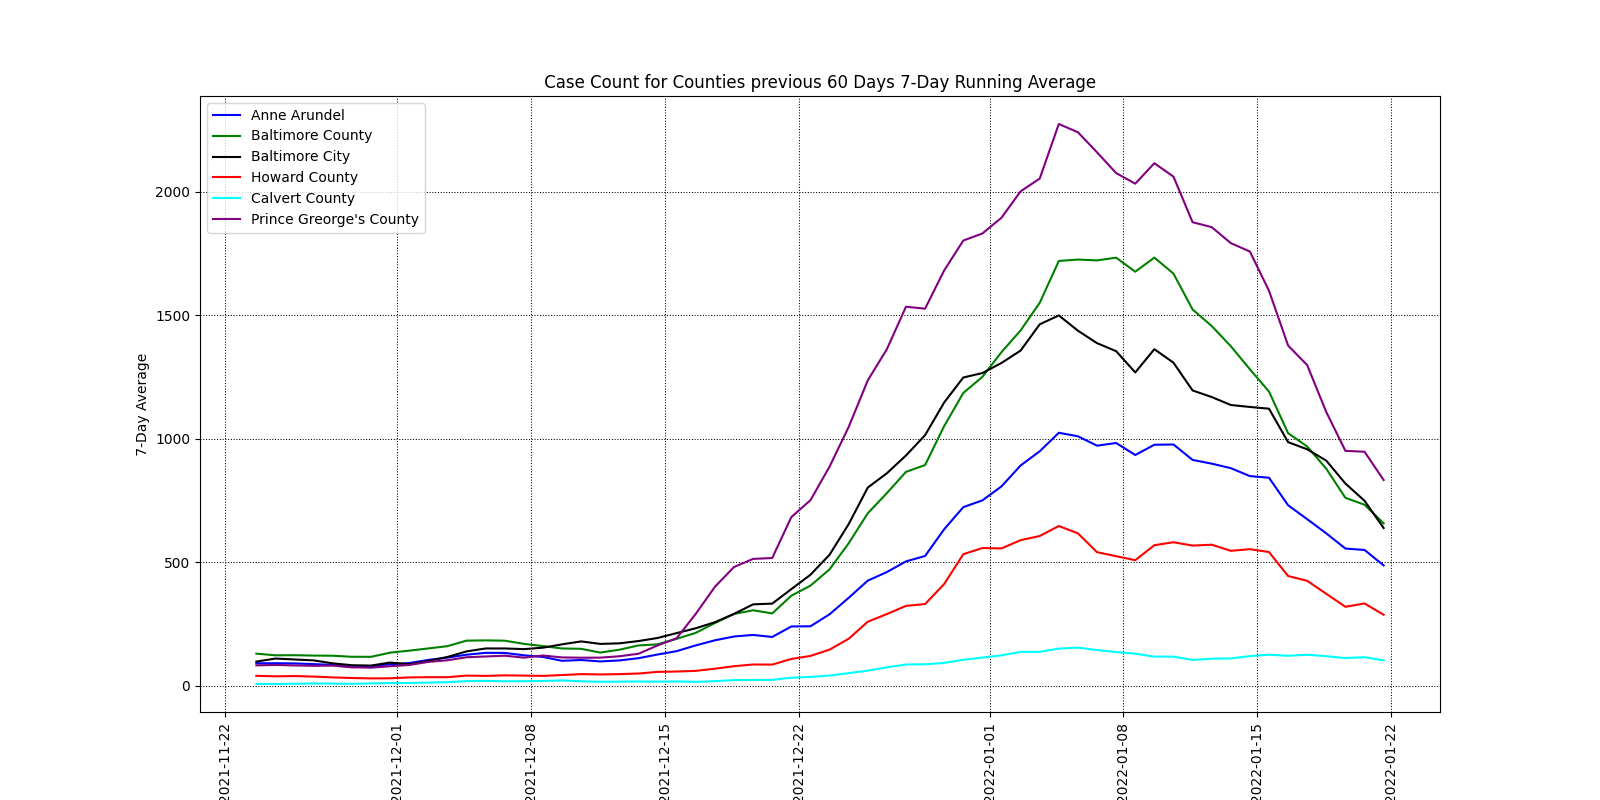 Case Count for Counties previous 60 Days 7-Day Running Average
Anne Arundel
Baltimore County
Baltimore City
Howard County
Calvert County
Prince Greorge's County
7-Day Average
2000
1500
1000
500
0
2021-11-22
2021-12-01
2021-12-08
2021-12-15
2021-12-22
2022-01-01
2022-01-08
2022-01-15
2022-01-22